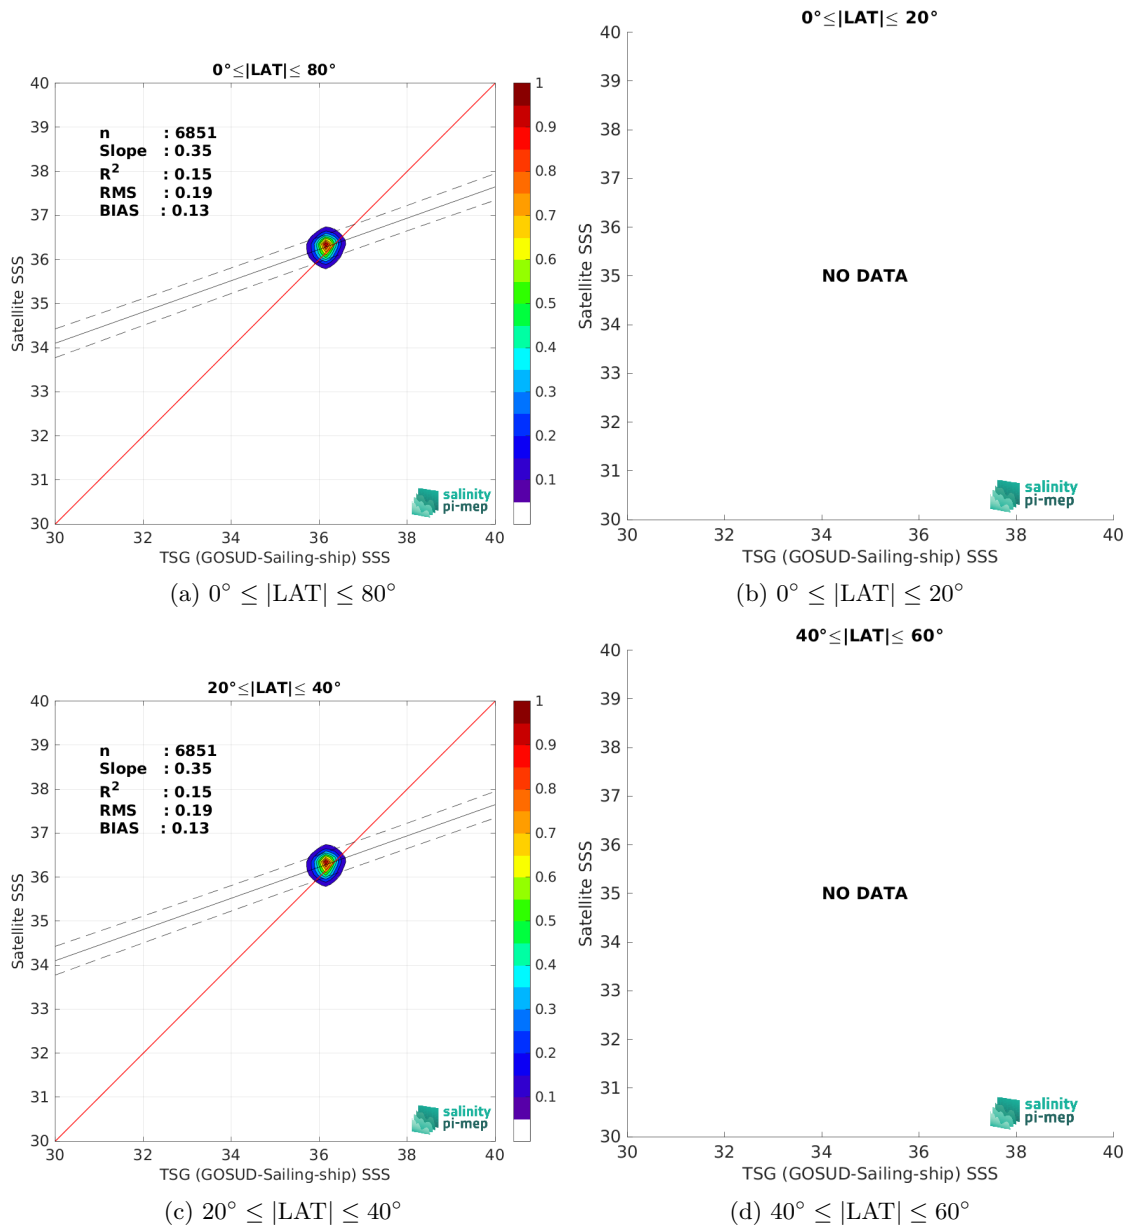 0°≤|LAT|≤ 80°
40
39
38
37
36
35
34
33
32
31
30
Satellite SSS
n : 6851
Slope : 0.35
R² : 0.15
RMS : 0.19
BIAS : 0.13
salinity
pi-mep
30 32 34 36 38 40
TSG (GOSUD-Sailing-ship) SSS
1
0.9
0.8
0.7
0.6
0.5
0.4
0.3
0.2
0.1
(a) 0° ≤ |LAT| ≤ 80°
0°≤|LAT|≤ 20°
40
39
38
37
36
35
34
33
32
31
30
Satellite SSS
NO DATA
salinity
pi-mep
30 32 34 36 38 40
TSG (GOSUD-Sailing-ship) SSS
(b) 0° ≤ |LAT| ≤ 20°
20°≤|LAT|≤ 40°
40
39
38
37
36
35
34
33
32
31
30
Satellite SSS
n : 6851
Slope : 0.35
R² : 0.15
RMS : 0.19
BIAS : 0.13
salinity
pi-mep
30 32 34 36 38 40
TSG (GOSUD-Sailing-ship) SSS
1
0.9
0.8
0.7
0.6
0.5
0.4
0.3
0.2
0.1
(c) 20° ≤ |LAT| ≤ 40°
40°≤|LAT|≤ 60°
40
39
38
37
36
35
34
33
32
31
30
Satellite SSS
NO DATA
salinity
pi-mep
30 32 34 36 38 40
TSG (GOSUD-Sailing-ship) SSS
(d) 40° ≤ |LAT| ≤ 60°